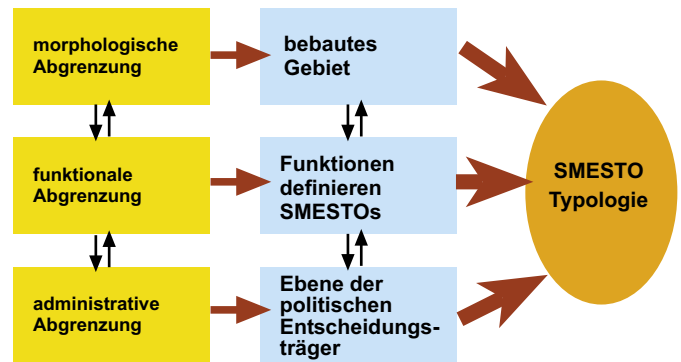 morphologische
Abgrenzung
bebautes
Gebiet
funktionale
Abgrenzung
Funktionen
definieren
SMESTOs
SMESTO
Typologie
administrative
Abgrenzung
Ebene der
politischen
Entscheidungs-
träger